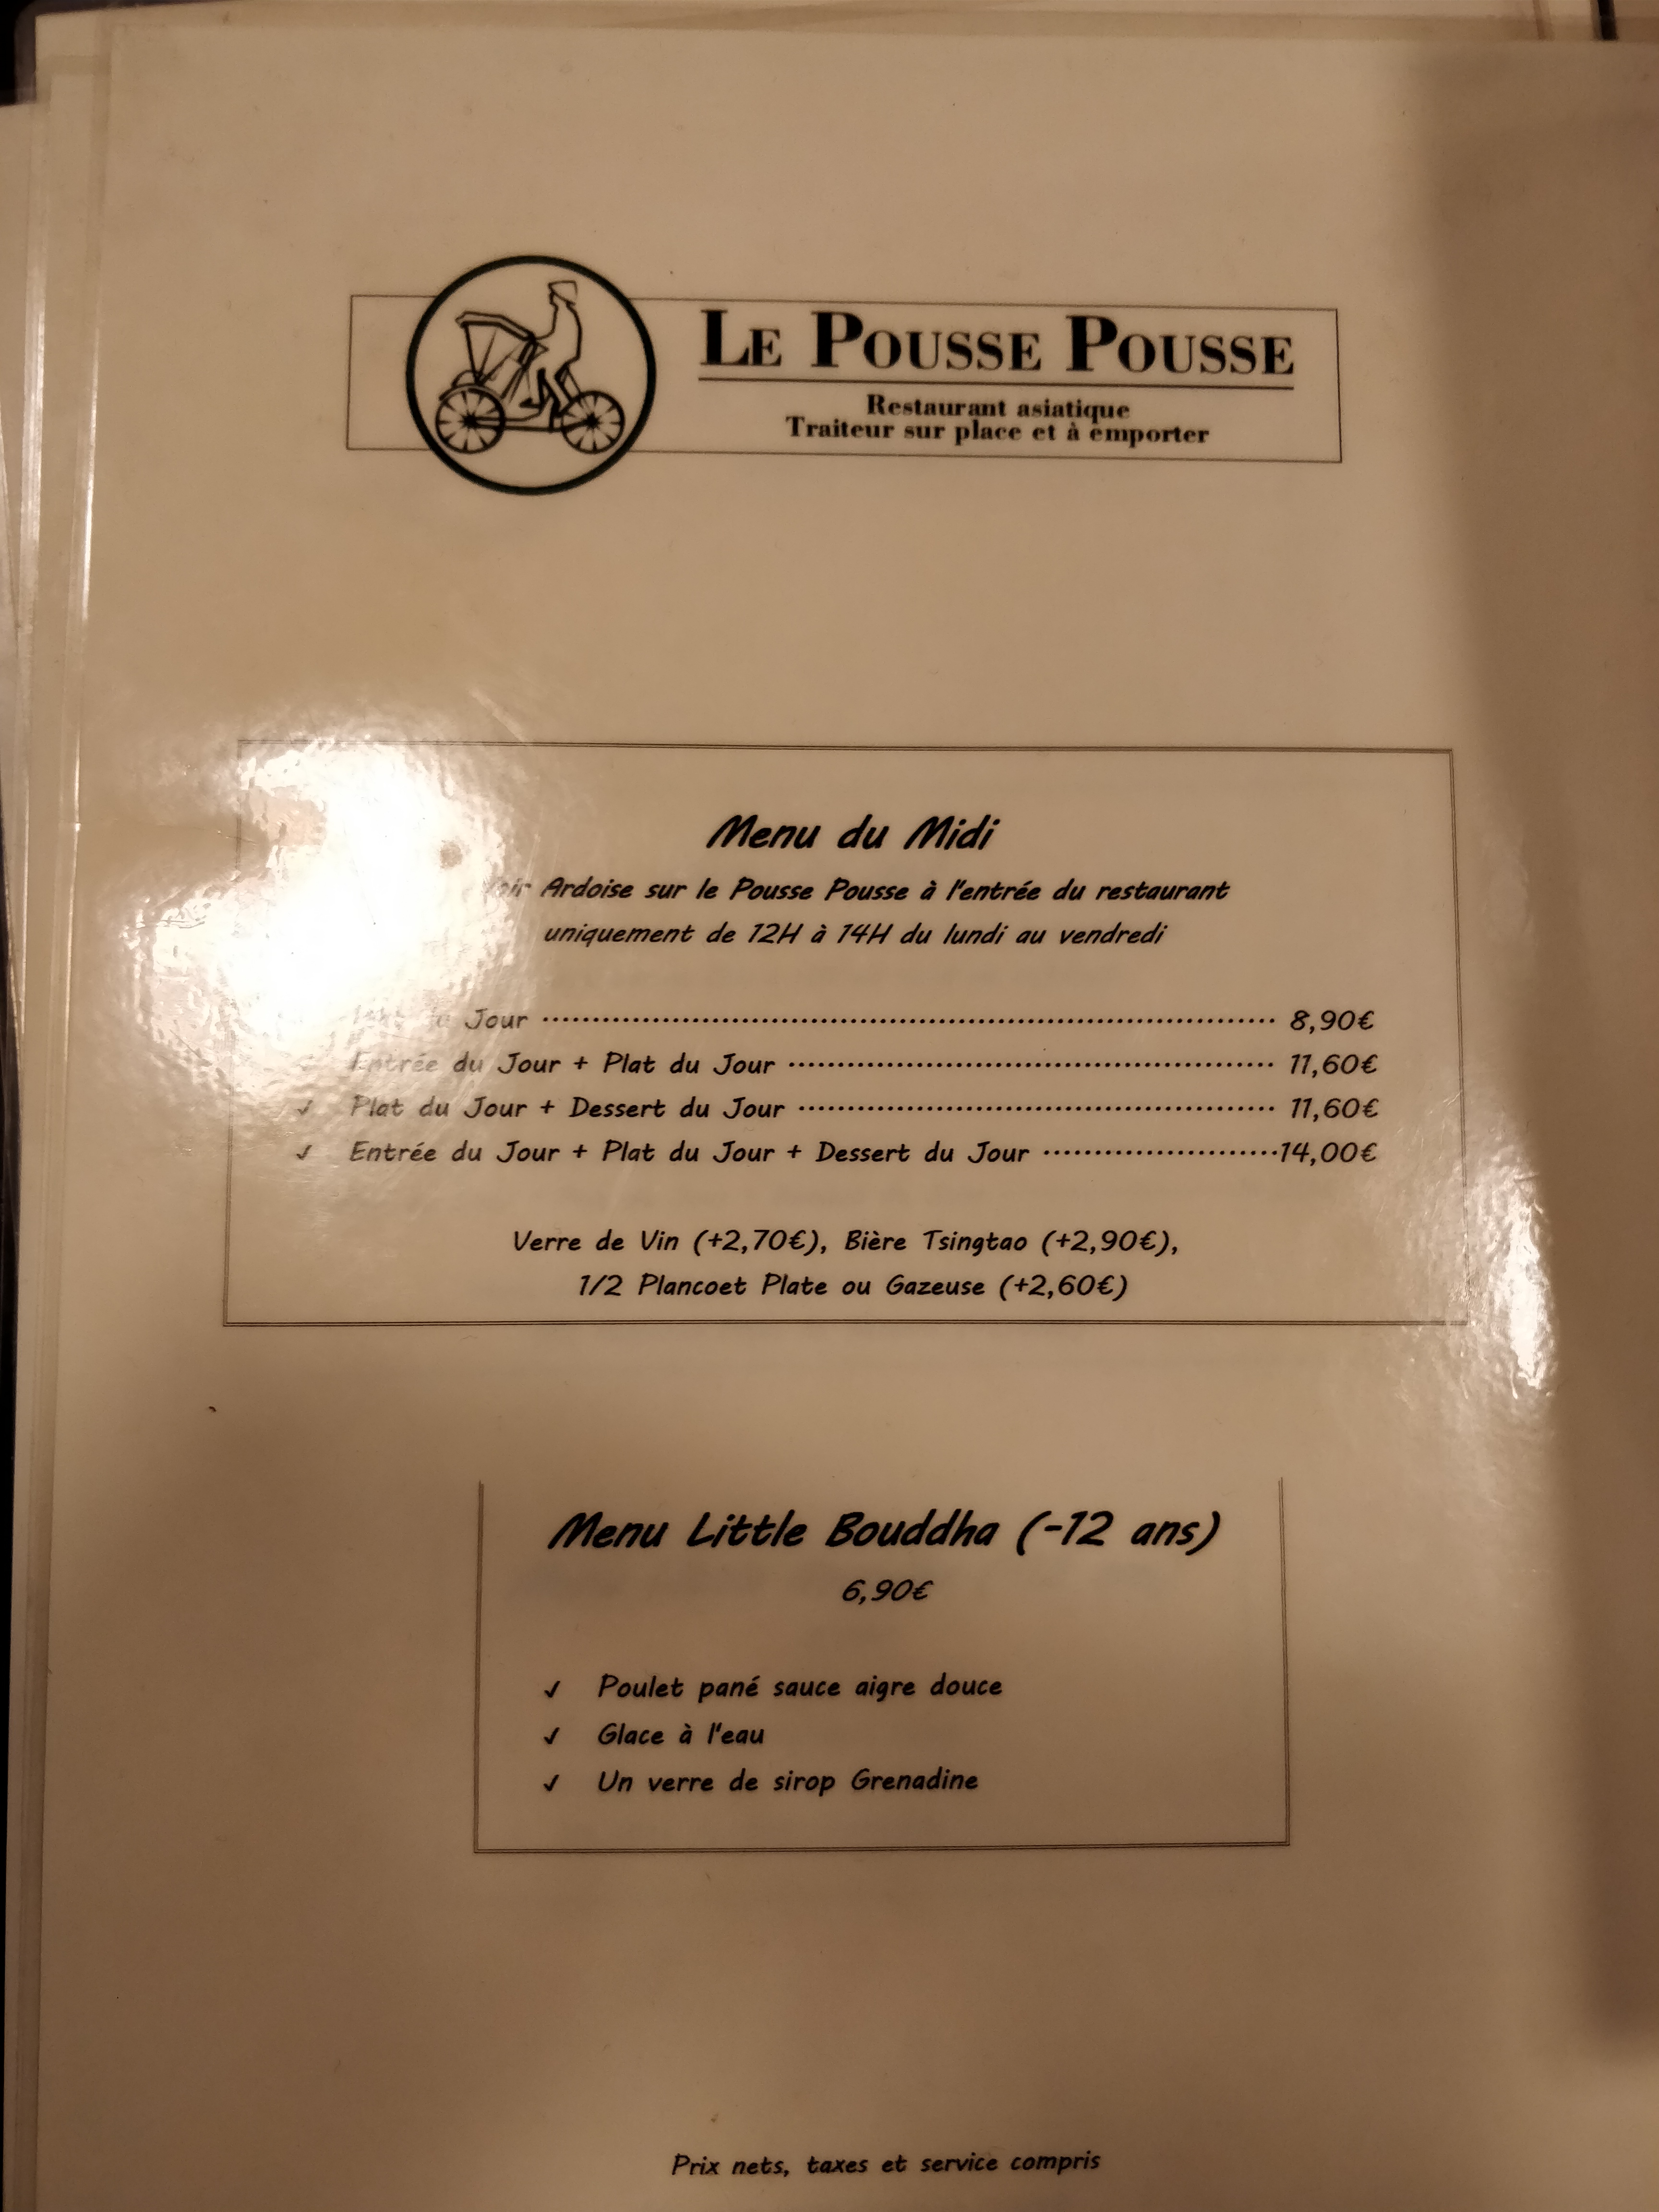 LE POUSSE POUSSE
Restaurant asiatique
Traiteur sur place et à emporter
Menu du Midi
Voir Ardoise sur le Pousse Pousse à l'entrée du restaurant
uniquement de 12H à 14H du lundi au vendredi
Plat du Jour ........ 8,90€
Entrée du Jour + Plat du Jour ........ 11,60€
✓ Plat du Jour + Dessert du Jour ........ 11,60€
✓ Entrée du Jour + Plat du Jour + Dessert du Jour ........14,00€
Verre de Vin (+2,70€), Bière Tsingtao (+2,90€),
1/2 Plancoet Plate ou Gazeuse (+2,60€)
Menu Little Bouddha (-12 ans)
6,90€
✓ Poulet pané sauce aigre douce
✓ Glace à l'eau
✓ Un verre de sirop Grenadine
Prix nets, taxes et service compris